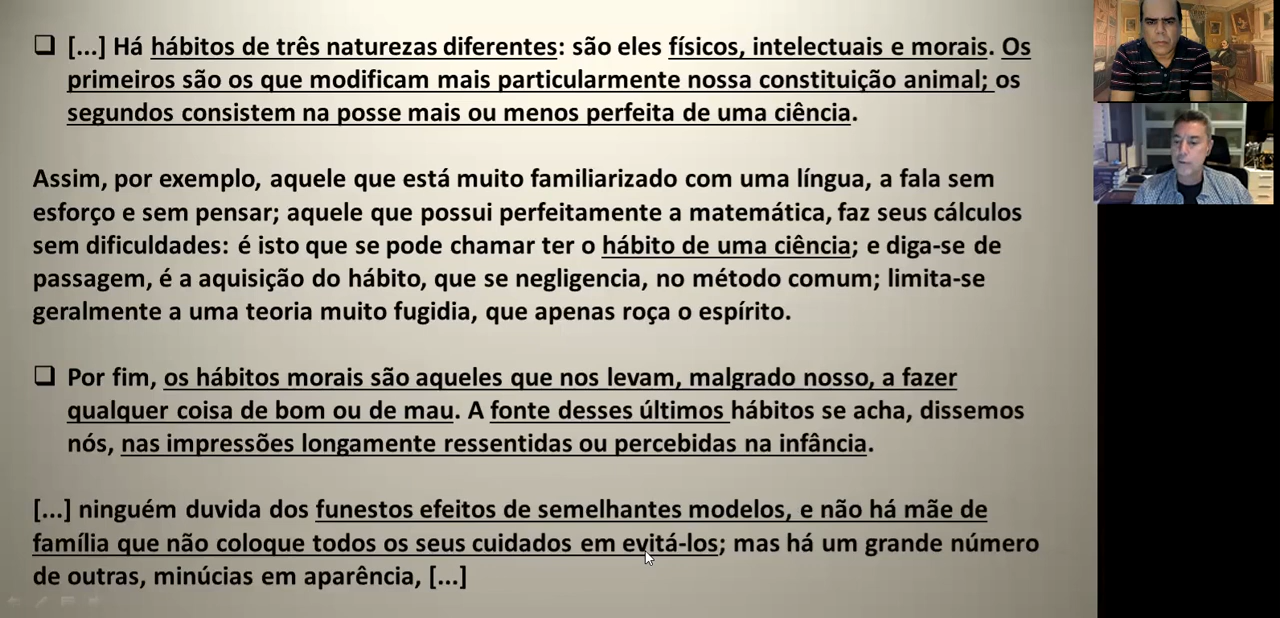 ❑ [...] Há hábitos de três naturezas diferentes: são eles físicos, intelectuais e morais. Os
primeiros são os que modificam mais particularmente nossa constituição animal; os
segundos consistem na posse mais ou menos perfeita de uma ciência.
Assim, por exemplo, aquele que está muito familiarizado com uma língua, a fala sem
esforço e sem pensar; aquele que possui perfeitamente a matemática, faz seus cálculos
sem dificuldades: é isto que se pode chamar ter o hábito de uma ciência; e diga-se de
passagem, é a aquisição do hábito, que se negligencia, no método comum; limita-se
geralmente a uma teoria muito fugidia, que apenas roça o espírito.
❑ Por fim, os hábitos morais são aqueles que nos levam, malgrado nosso, a fazer
qualquer coisa de bom ou de mau. A fonte desses últimos hábitos se acha, dissemos
nós, nas impressões longamente ressentidas ou percebidas na infância.
[...] ninguém duvida dos funestos efeitos de semelhantes modelos, e não há mãe de
família que não coloque todos os seus cuidados em evitá-los; mas há um grande número
de outras, minúcias em aparência, [...]